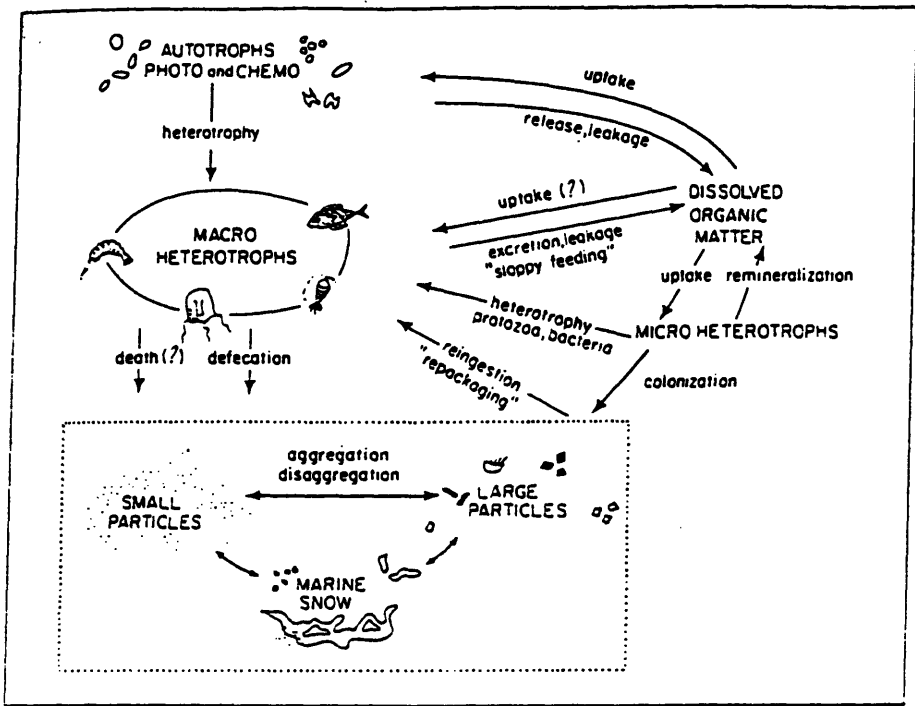 AUTOTROPHS
PHOTO and CHEMO
uptake
release, leakage
heterotrophy
DISSOLVED
ORGANIC
MATTER
uptake (?)
excretion, leakage
"sloppy feeding"
MACRO
HETEROTROPHS
uptake remineralization
heterotrophy
protozoa, bacteria
MICRO HETEROTROPHS
death (?) defecation
reingestion
"repackaging"
colonization
aggregation
disaggregation
SMALL
PARTICLES
LARGE
PARTICLES
MARINE
SNOW